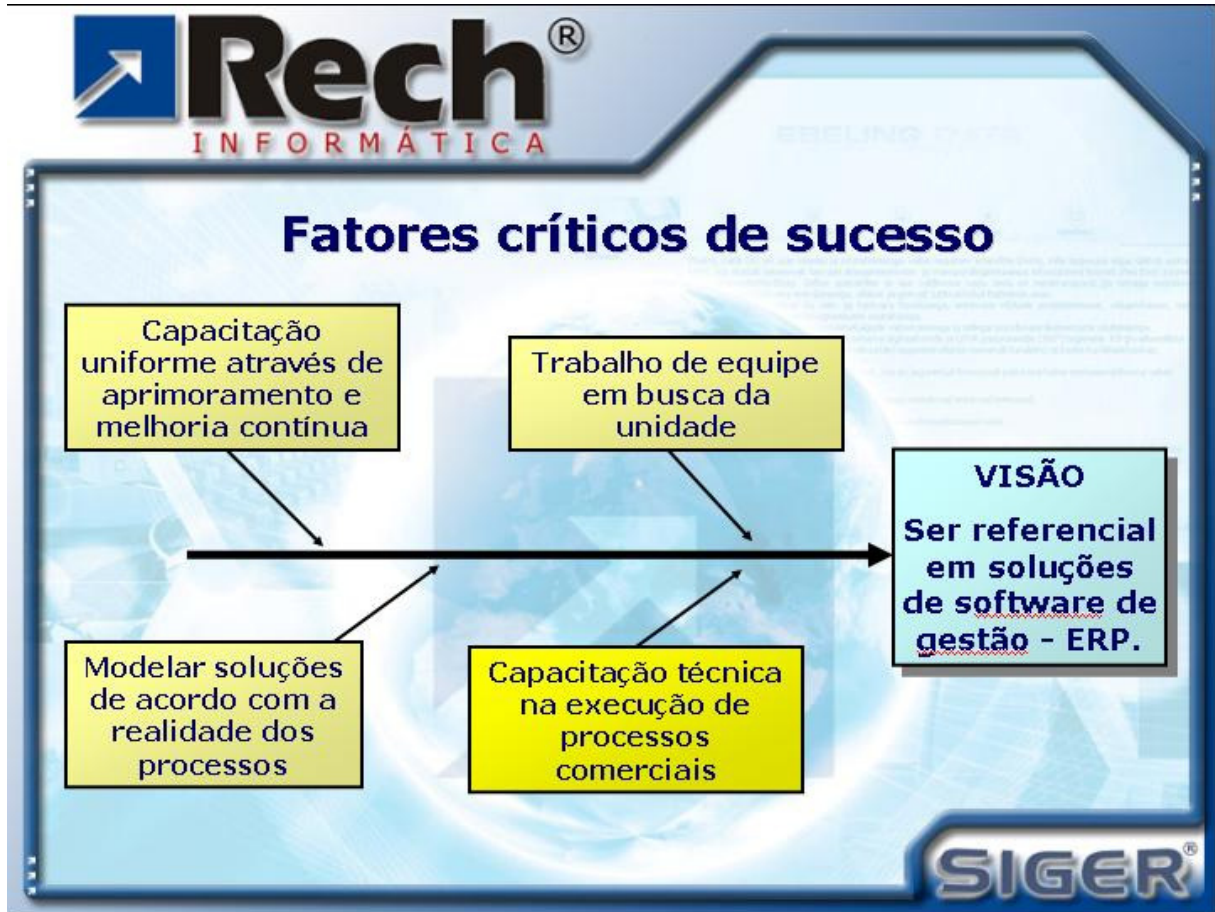 Rech®
INFORMÁTICA
EBELING DATA
Fatores críticos de sucesso
Capacitação
uniforme através de
aprimoramento e
melhoria contínua
Trabalho de equipe
em busca da
unidade
VISÃO
Ser referencial
em soluções
de software de
gestão - ERP.
Modelar soluções
de acordo com a
realidade dos
processos
Capacitação técnica
na execução de
processos
comerciais
SIGER®